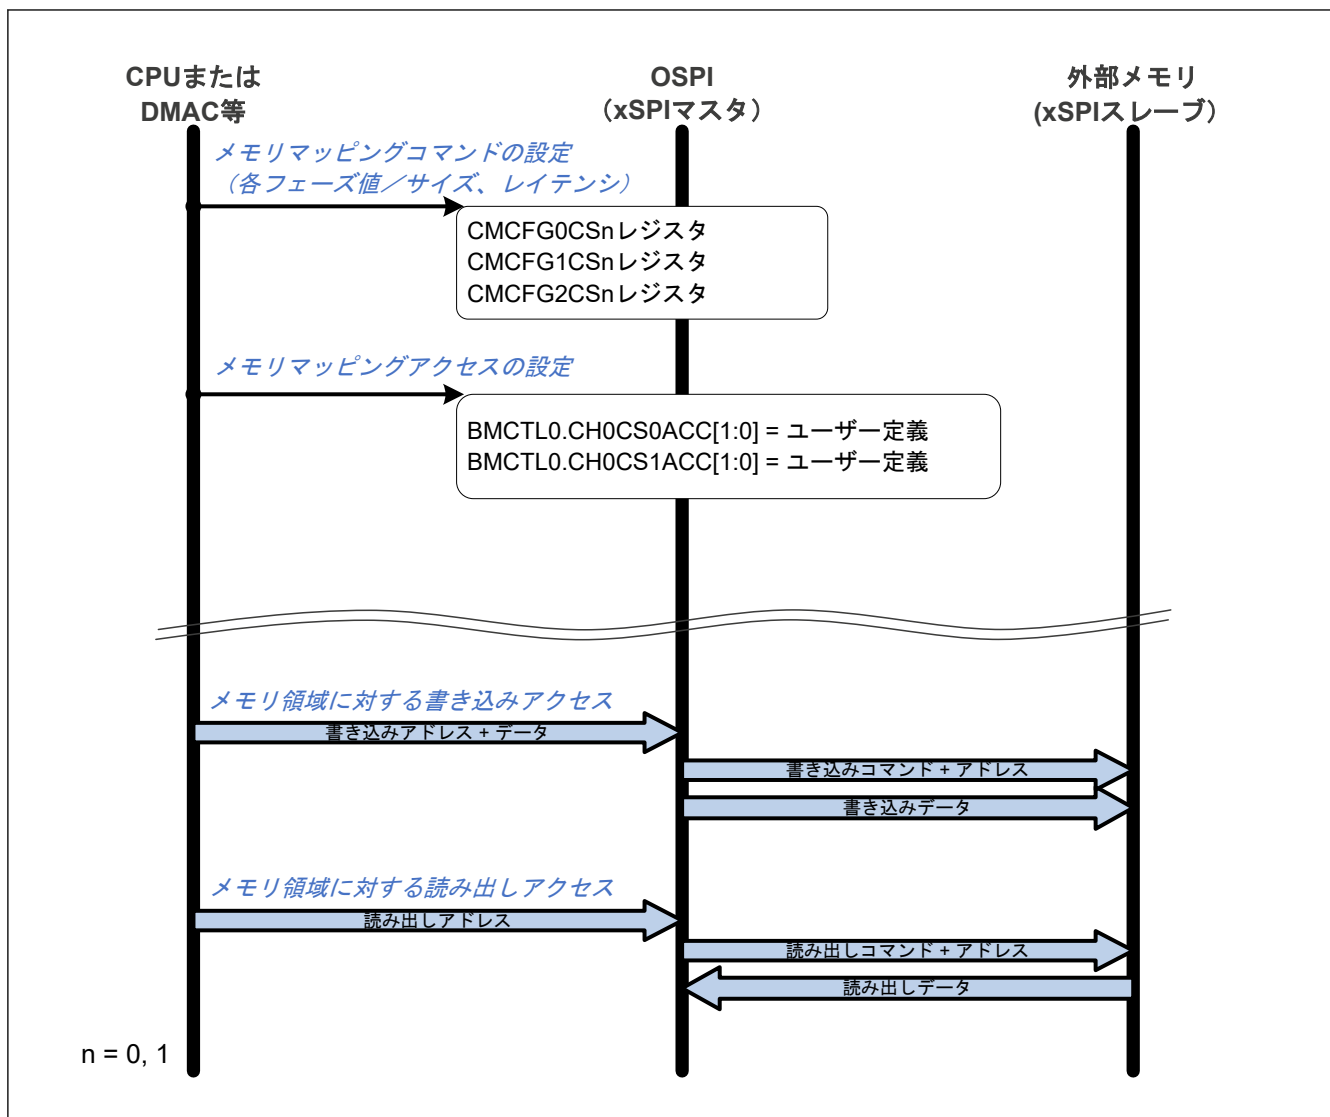 CPUまたは
DMAC等
OSPI
（xSPIマスタ）
外部メモリ
(xSPIスレーブ）
メモリマッピングコマンドの設定
（各フェーズ値／サイズ、レイテンシ）
CMCFG0CSnレジスタ
CMCFG1CSnレジスタ
CMCFG2CSnレジスタ
メモリマッピングアクセスの設定
BMCTL0.CH0CS0ACC[1:0] = ユーザー定義
BMCTL0.CH0CS1ACC[1:0] = ユーザー定義
メモリ領域に対する書き込みアクセス
書き込みアドレス + データ
書き込みコマンド + アドレス
書き込みデータ
メモリ領域に対する読み出しアクセス
読み出しアドレス
読み出しコマンド + アドレス
読み出しデータ
n = 0, 1